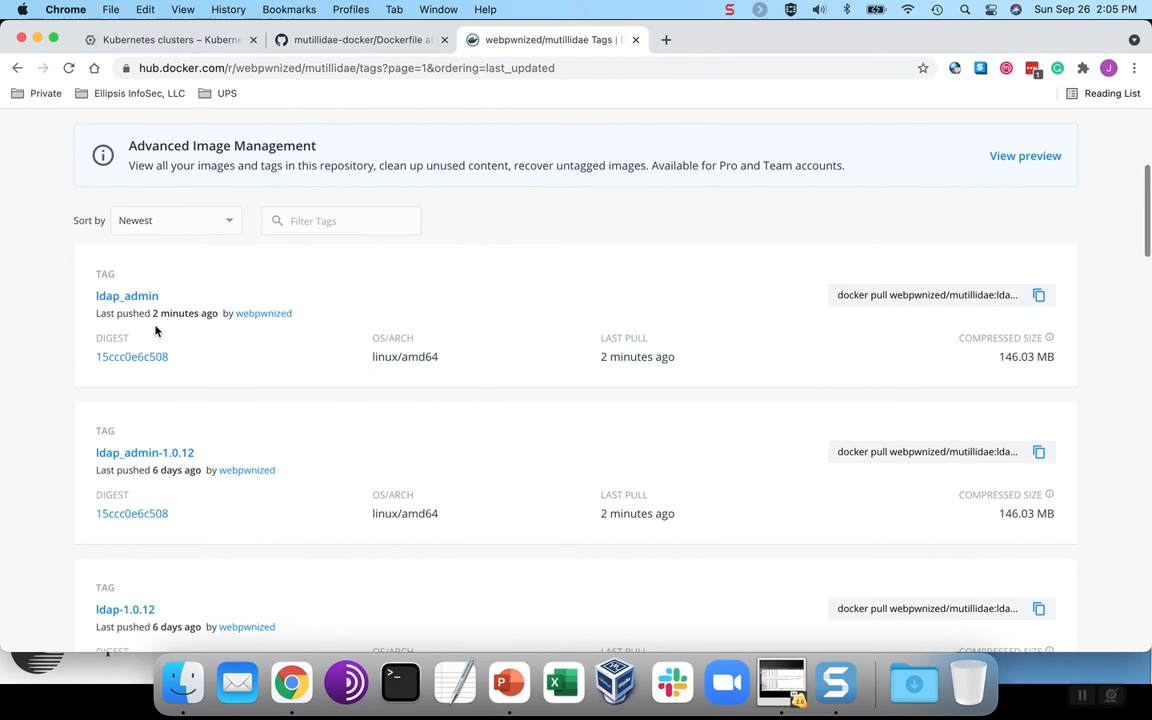 Chrome File Edit View History Bookmarks Profiles Tab Window Help Sun Sep 26 2:05 PM
Kubernetes clusters – Kuberne mutillidae-docker/Dockerfile a webpwnized/mutillidae Tags | D
hub.docker.com/r/webpwnized/mutillidae/tags?page=1&ordering=last_updated
Private Ellipsis InfoSec, LLC UPS Reading List
Advanced Image Management
View all your images and tags in this repository, clean up unused content, recover untagged images. Available for Pro and Team accounts.
View preview
Sort by Newest Filter Tags
TAG
ldap_admin
docker pull webpwnized/mutillidae:lda...
Last pushed 2 minutes ago by webpwnized
DIGEST OS/ARCH LAST PULL COMPRESSED SIZE
15ccc0e6c508 linux/amd64 2 minutes ago 146.03 MB
TAG
ldap_admin-1.0.12
docker pull webpwnized/mutillidae:lda...
Last pushed 6 days ago by webpwnized
DIGEST OS/ARCH LAST PULL COMPRESSED SIZE
15ccc0e6c508 linux/amd64 2 minutes ago 146.03 MB
TAG
ldap-1.0.12
docker pull webpwnized/mutillidae:lda...
Last pushed 6 days ago by webpwnized